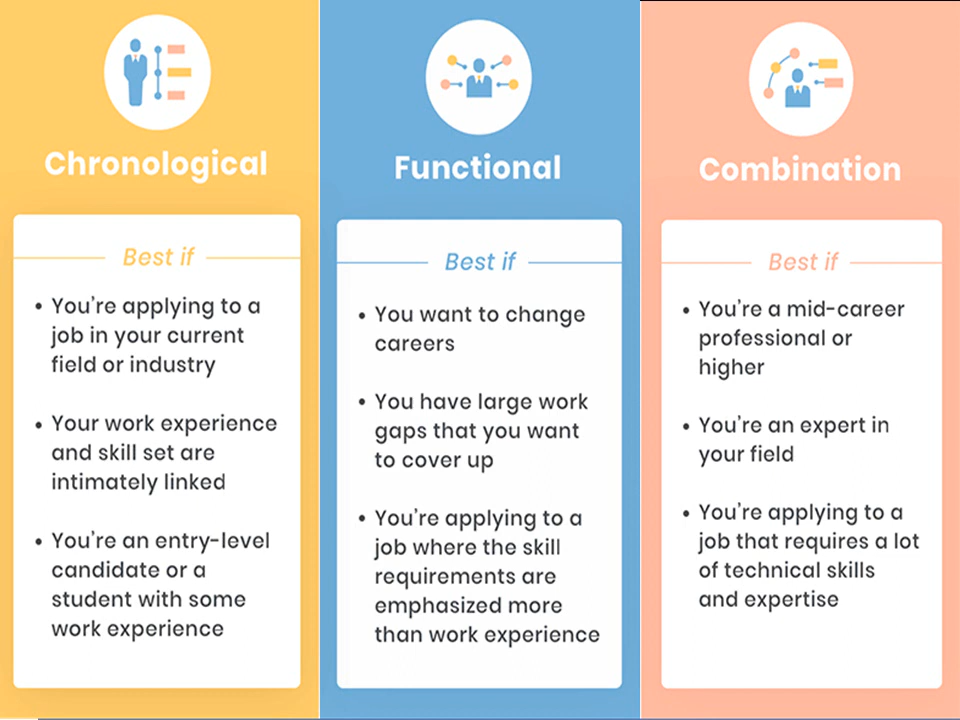 Chronological
Best if
• You're applying to a
job in your current
field or industry
• Your work experience
and skill set are
intimately linked
• You're an entry-level
candidate or a
student with some
work experience
Functional
Best if
• You want to change
careers
• You have large work
gaps that you want
to cover up
• You're applying to a
job where the skill
requirements are
emphasized more
than work experience
Combination
Best if
• You're a mid-career
professional or
higher
• You're an expert in
your field
• You're applying to a
job that requires a lot
of technical skills
and expertise